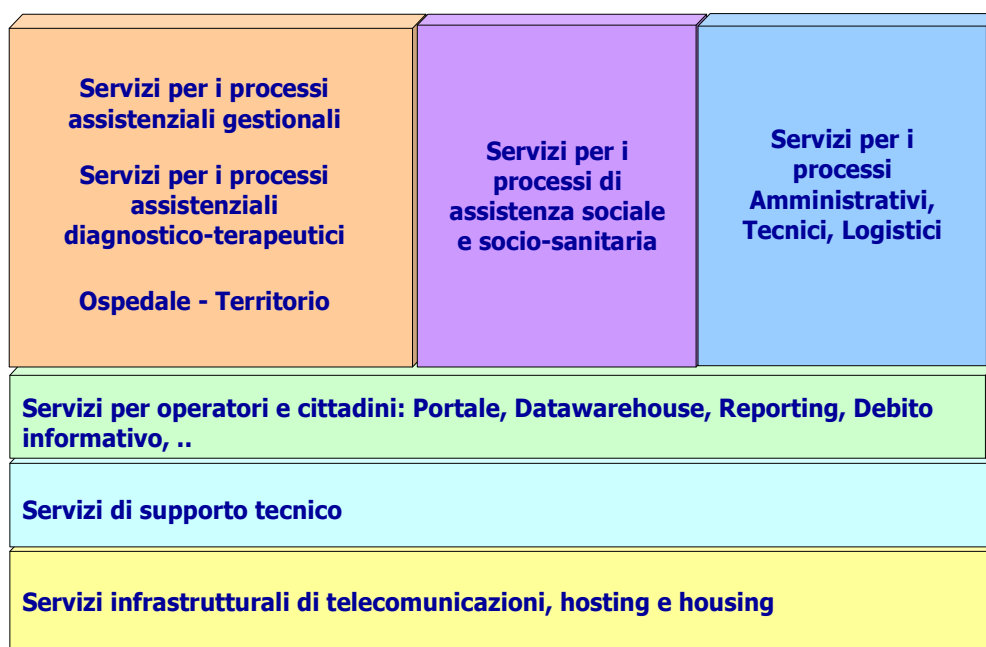 Servizi per i processi
assistenziali gestionali
Servizi per i processi
assistenziali
diagnostico-terapeutici
Ospedale - Territorio
Servizi per i
processi di
assistenza sociale
e socio-sanitaria
Servizi per i
processi
Amministrativi,
Tecnici, Logistici
Servizi per operatori e cittadini: Portale, Datawarehouse, Reporting, Debito
informativo, ..
Servizi di supporto tecnico
Servizi infrastrutturali di telecomunicazioni, hosting e housing